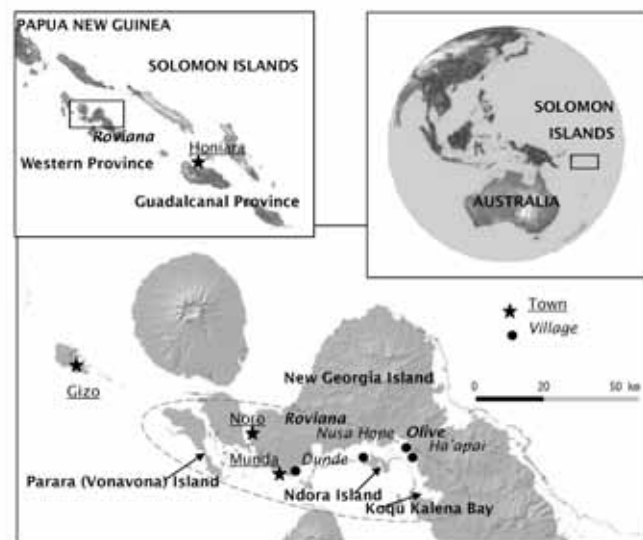 PAPUA NEW GUINEA
SOLOMON ISLANDS
Roviana
Western Province
Honiara
Guadalcanal Province
SOLOMON
ISLANDS
AUSTRALIA
Town
Village
0 20 50 km
Gizo
New Georgia Island
Noro
Roviana
Nusa Hope
Olive
Munda
Dunde
Ha'apai
Parara (Vonavona) Island
Ndora Island
Koqu Kalena Bay